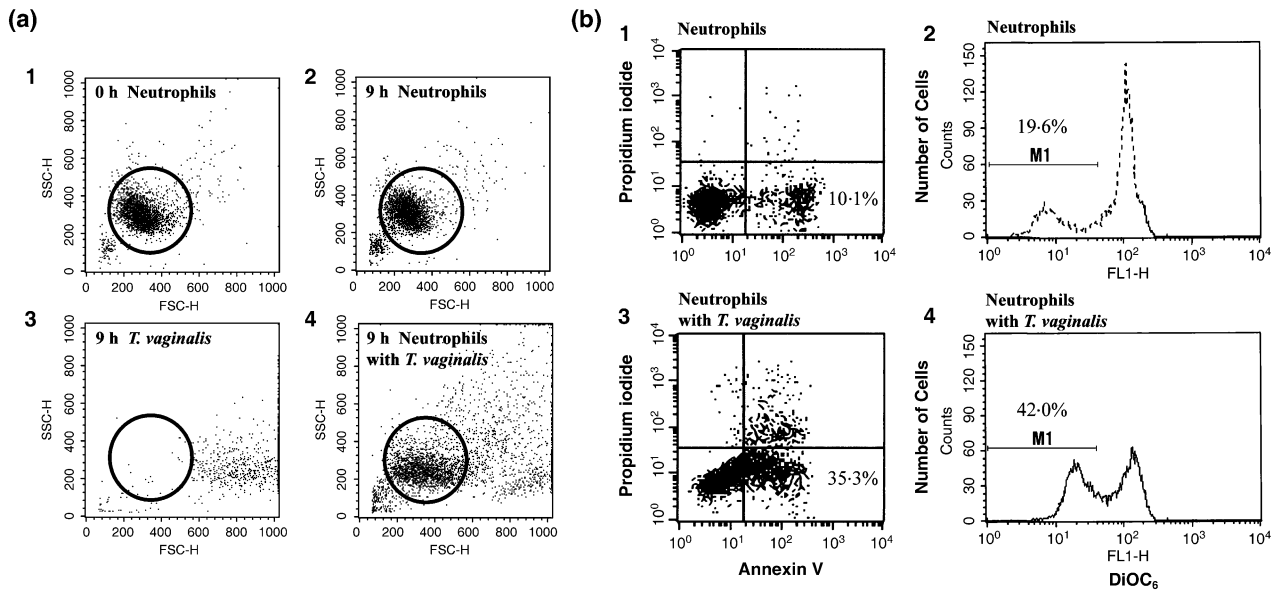 (a)
1
0 h Neutrophils
SSC-H
1000
800
600
400
200
0
0 200 400 600 800 1000
FSC-H
2
9 h Neutrophils
SSC-H
1000
800
600
400
200
0
0 200 400 600 800 1000
FSC-H
3
9 h T. vaginalis
SSC-H
1000
800
600
400
200
0
0 200 400 600 800 1000
FSC-H
4
9 h Neutrophils
with T. vaginalis
SSC-H
1000
800
600
400
200
0
0 200 400 600 800 1000
FSC-H
(b)
1
Neutrophils
Propidium iodide
10⁴
10³
10²
10¹
10⁰
10·1%
10⁰ 10¹ 10² 10³ 10⁴
2
Neutrophils
Number of Cells
Counts
150
120
90
60
30
0
19·6%
M1
10⁰ 10¹ 10² 10³ 10⁴
FL1-H
3
Neutrophils
with T. vaginalis
Propidium iodide
10⁴
10³
10²
10¹
10⁰
35·3%
10⁰ 10¹ 10² 10³ 10⁴
Annexin V
4
Neutrophils
with T. vaginalis
Number of Cells
Counts
150
120
90
60
30
0
42·0%
M1
10⁰ 10¹ 10² 10³ 10⁴
FL1-H
DiOC₆